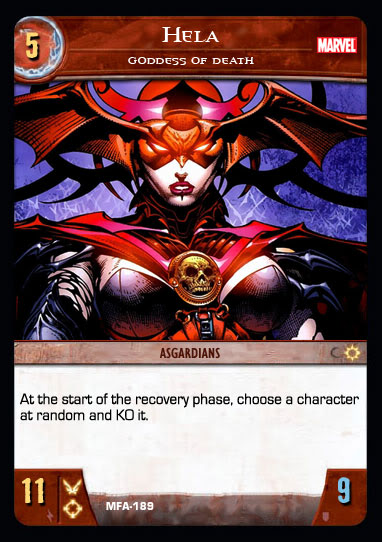 5
HELA
GODDESS OF DEATH
MARVEL
ASGARDIANS
At the start of the recovery phase, choose a character
at random and KO it.
11
MFA-189
9